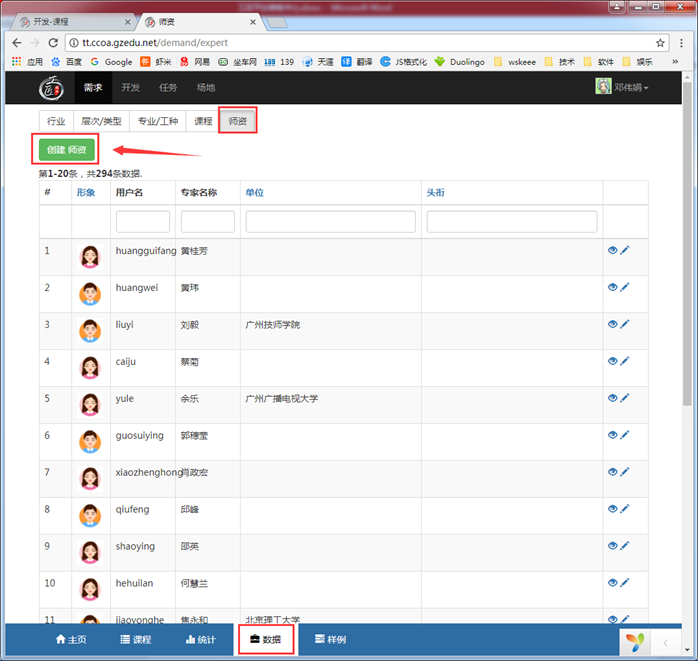 开发-课程
师资
tt.ccoa.gzedu.net/demand/expert
应用 百度 Google 虾米 网易 坐车网 139 天涯 翻译 JS格式化 Duolingo wskeee 技术 软件 娱乐 »
需求 开发 任务 场地 邓伟娟
行业 层次/类型 专业/工种 课程 师资
创建 师资
第1-20条，共294条数据.
# 形象 用户名 专家名称 单位 头衔
1 huangguifang 黄桂芳
2 huangwei 黄玮
3 liuyi 刘毅 广州技师学院
4 caiju 蔡菊
5 yule 余乐 广州广播电视大学
6 guosuiying 郭穗莹
7 xiaozhenghong 肖政宏
8 qiufeng 邱峰
9 shaoying 邵英
10 hehuilan 何慧兰
11 jiaoyonghe 焦永和 北京理工大学
主页 课程 统计 数据 样例